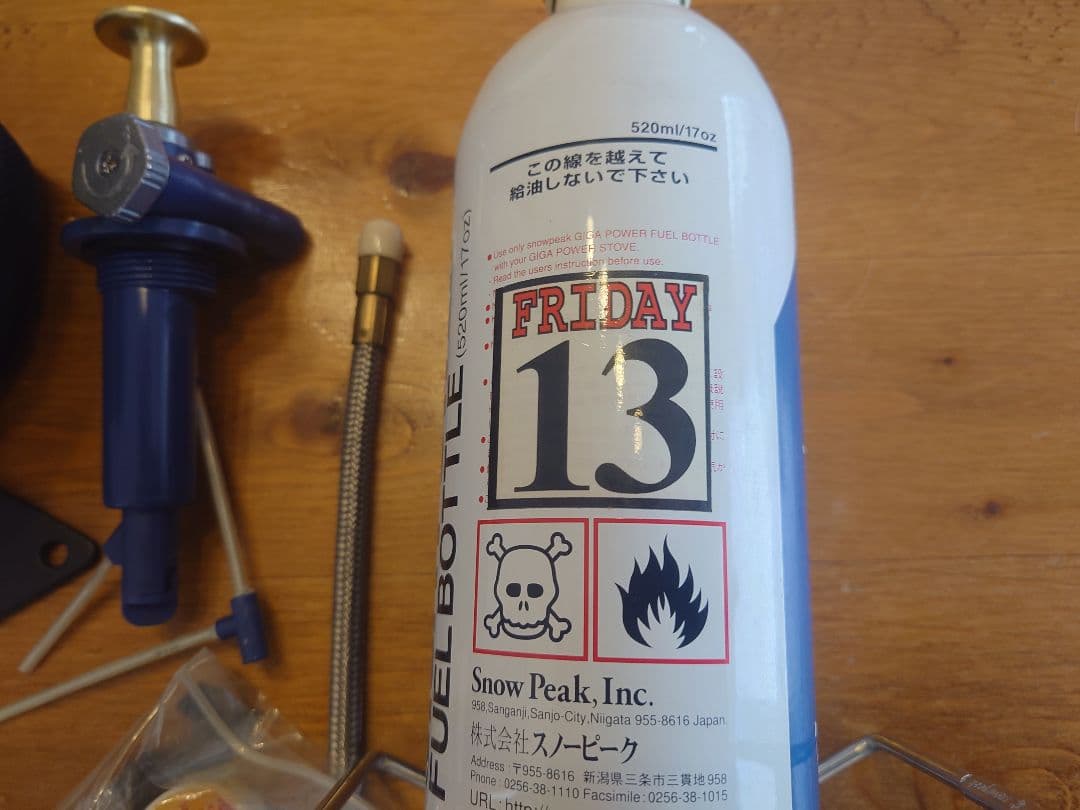 520ml/17oz
この線を越えて
給油しないで下さい
Use only snowpeak GIGA POWER FUEL BOTTLE
with your GIGA POWER STOVE.
Read the users instruction before use.
FRIDAY
13
FUEL BOTTLE (520ml/17oz)
Snow Peak, Inc.
958,Sanganji,Sanjo-City,Niigata 955-8616 Japan.
株式会社スノーピーク
Address : 〒955-8616 新潟県三条市三貫地958
Phone : 0256-38-1110 Facsimile : 0256-38-1015
URL : http://